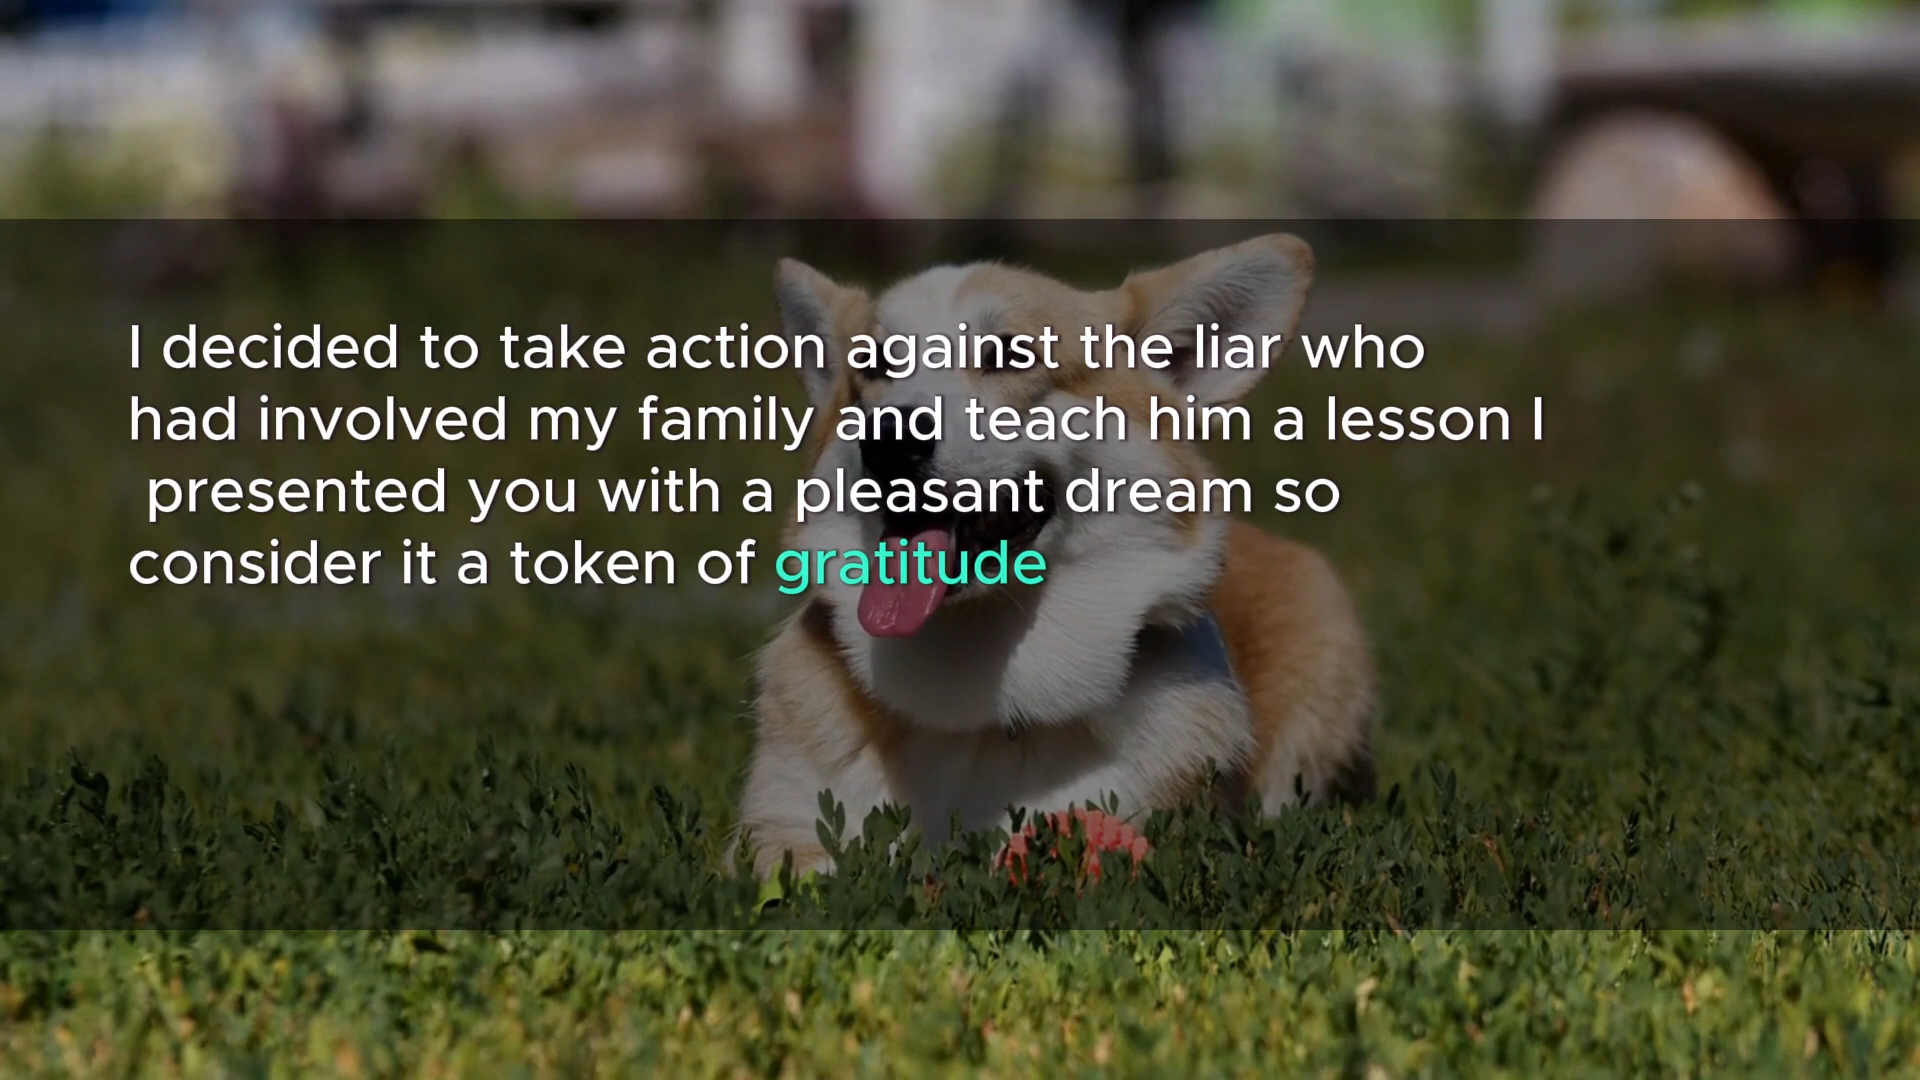 I decided to take action against the liar who
had involved my family and teach him a lesson I
presented you with a pleasant dream so
consider it a token of gratitude